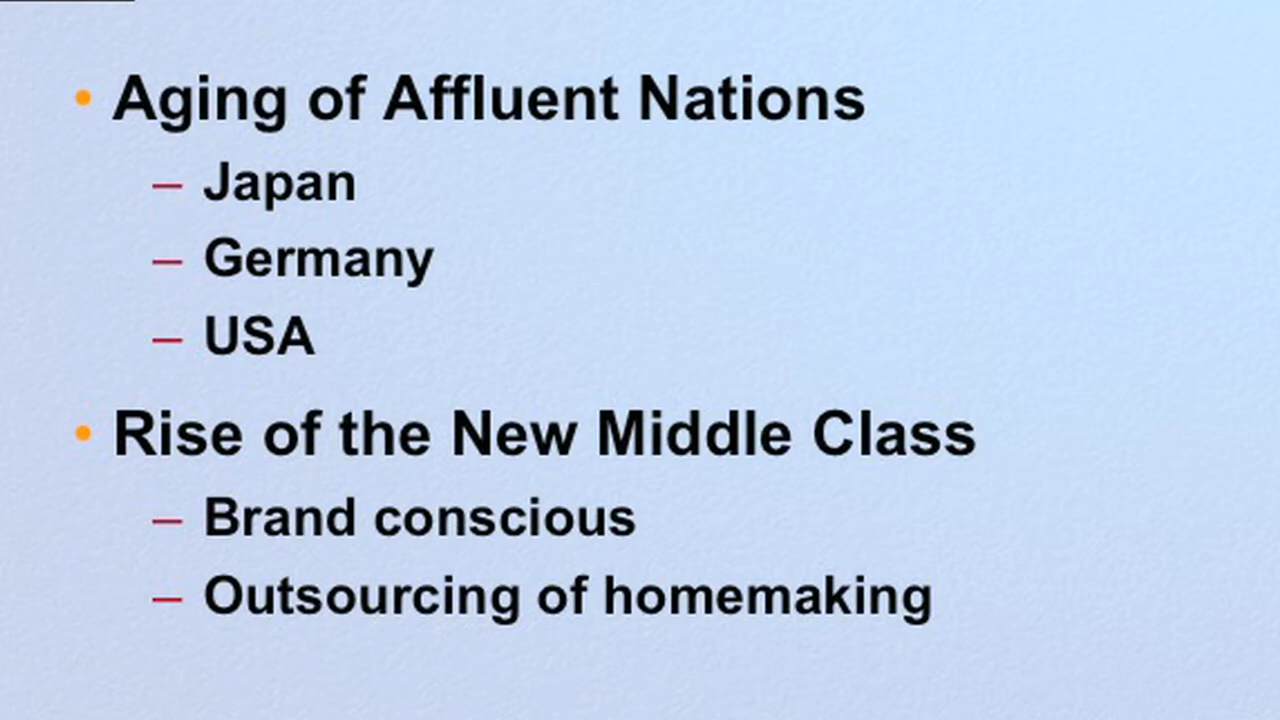 • Aging of Affluent Nations
– Japan
– Germany
– USA
• Rise of the New Middle Class
– Brand conscious
– Outsourcing of homemaking